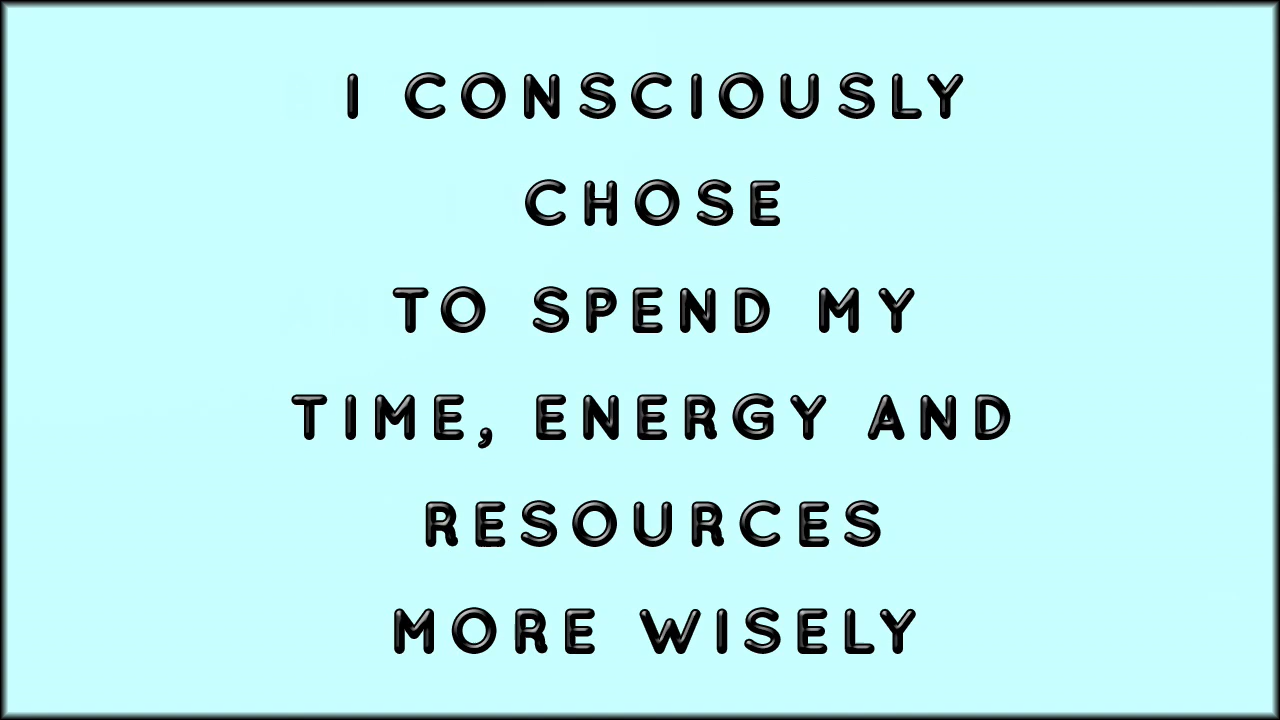 I CONSCIOUSLY
CHOSE
TO SPEND MY
TIME, ENERGY AND
RESOURCES
MORE WISELY